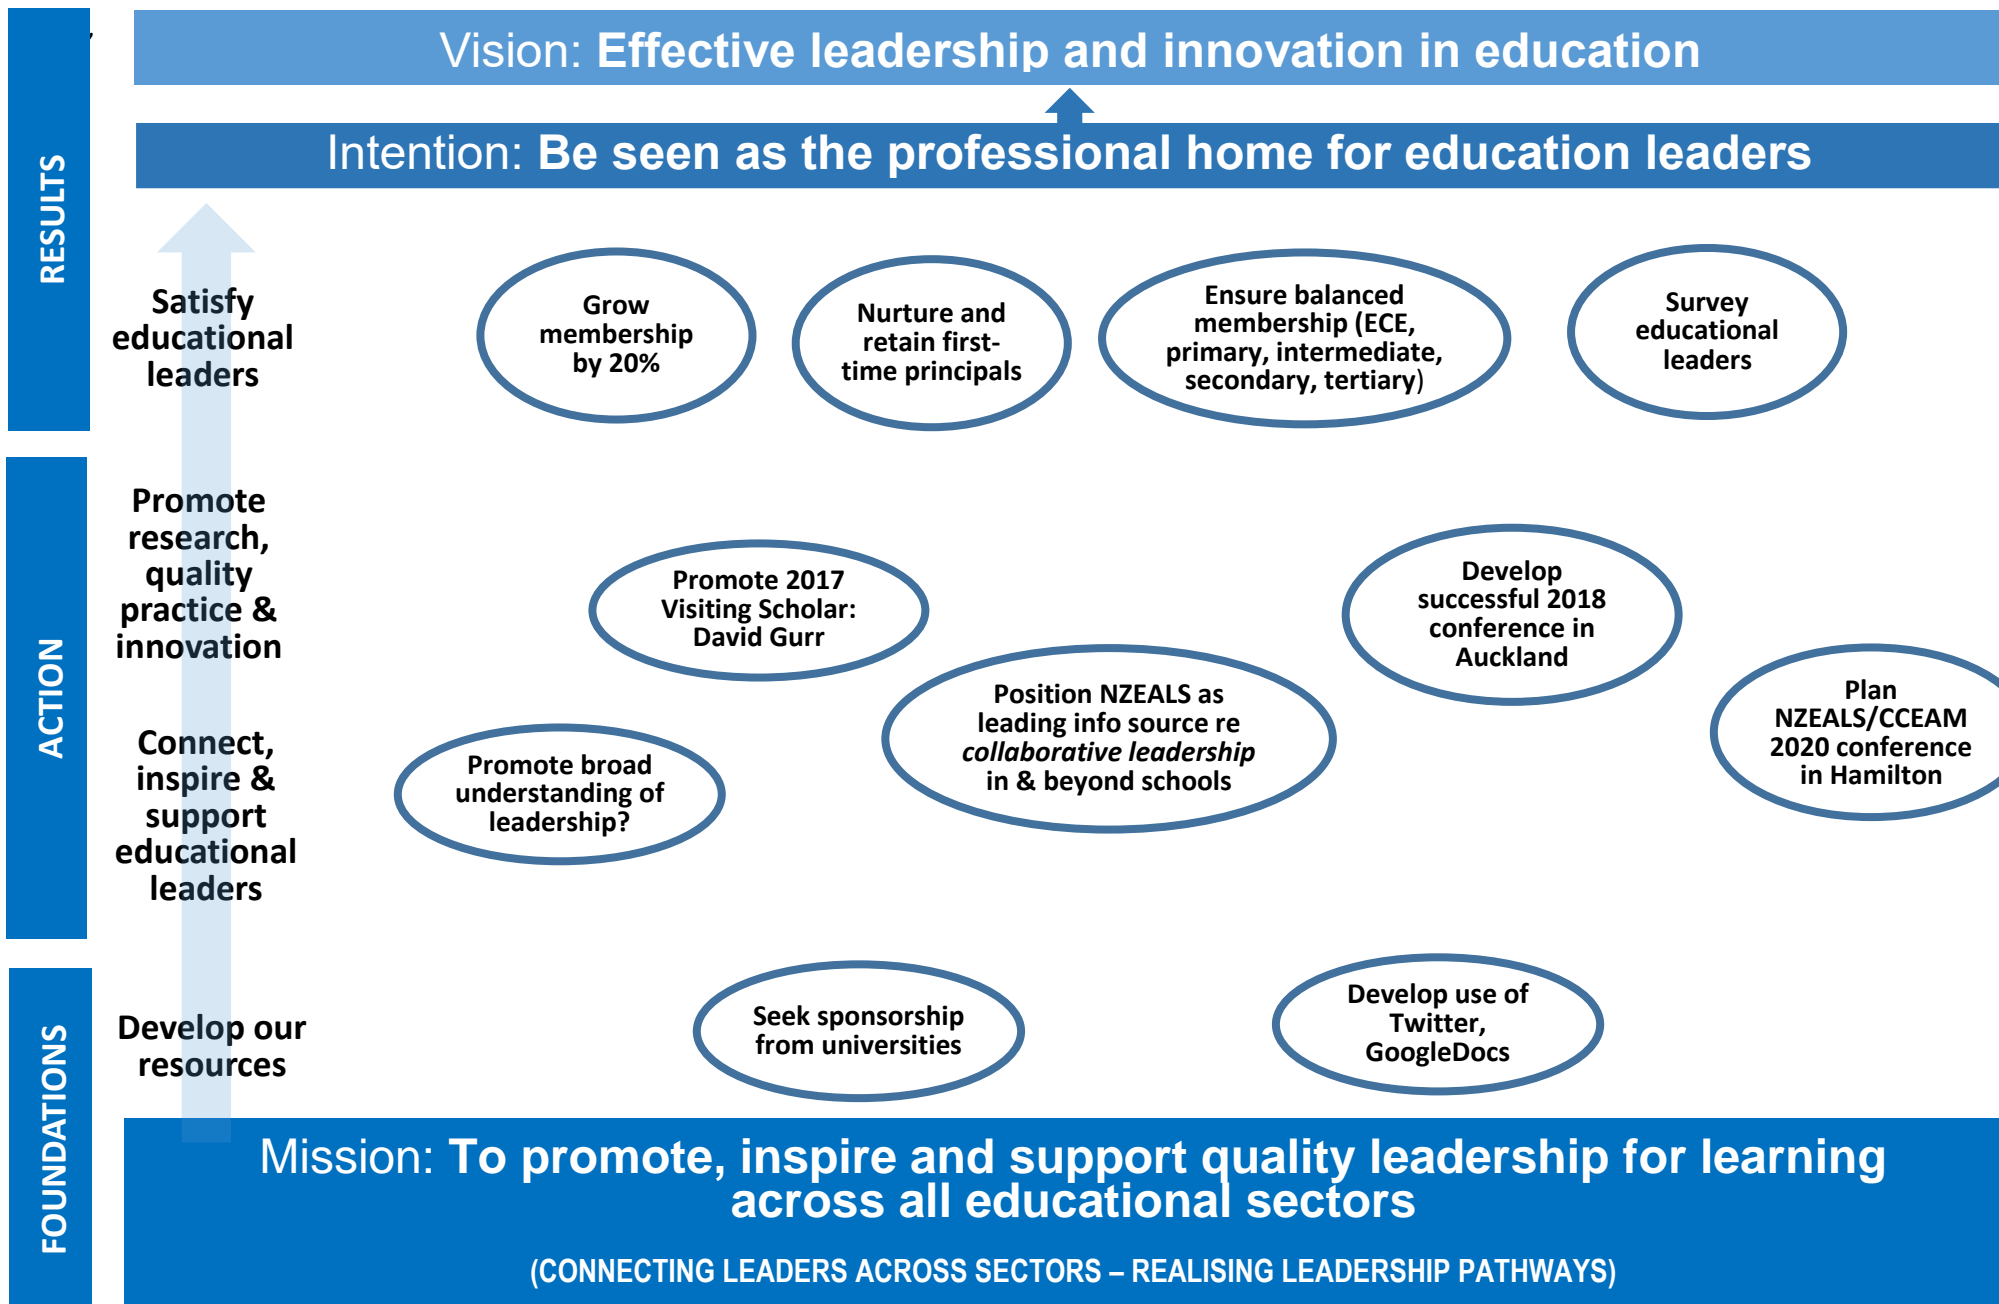 Vision: Effective leadership and innovation in education
Intention: Be seen as the professional home for education leaders
RESULTS
Satisfy
educational
leaders
Grow
membership
by 20%
Nurture and
retain first-
time principals
Ensure balanced
membership (ECE,
primary, intermediate,
secondary, tertiary)
Survey
educational
leaders
ACTION
Promote
research,
quality
practice &
innovation
Promote 2017
Visiting Scholar:
David Gurr
Develop
successful 2018
conference in
Auckland
Connect,
inspire &
support
educational
leaders
Promote broad
understanding of
leadership?
Position NZEALS as
leading info source re
collaborative leadership
in & beyond schools
Plan
NZEALS/CCEAM
2020 conference
in Hamilton
FOUNDATIONS
Develop our
resources
Seek sponsorship
from universities
Develop use of
Twitter,
GoogleDocs
Mission: To promote, inspire and support quality leadership for learning
across all educational sectors
(CONNECTING LEADERS ACROSS SECTORS – REALISING LEADERSHIP PATHWAYS)